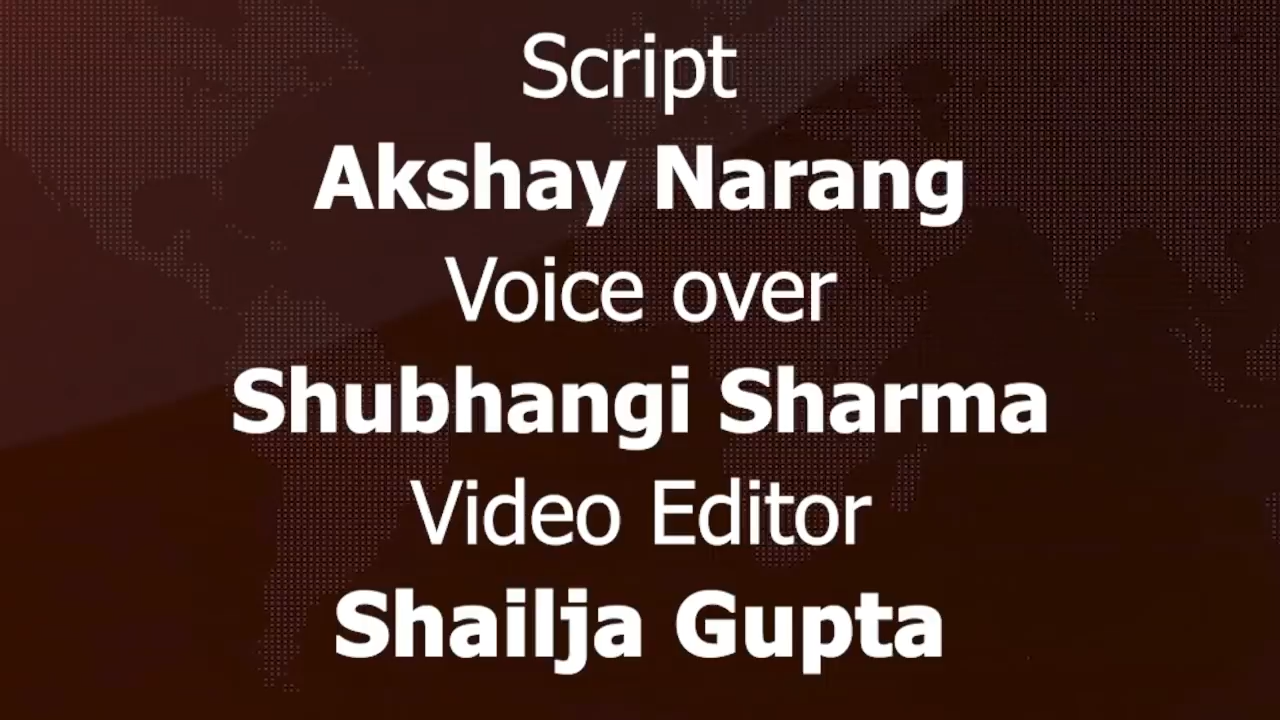 Script
Akshay Narang
Voice over
Shubhangi Sharma
Video Editor
Shailja Gupta